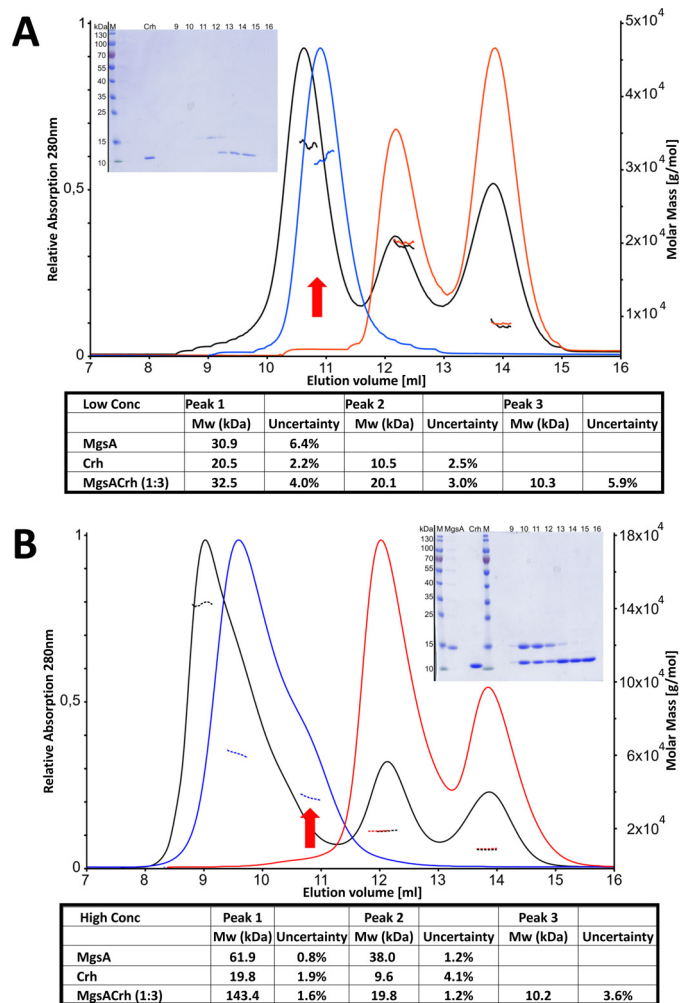 A
kDa M Crh 9 10 11 12 13 14 15 16
130
100
70
55
40
35
25
15
10
1
0,5
0
Relative Absorption 280nm
5x10⁴
4x10⁴
3x10⁴
2x10⁴
1x10⁴
Molar Mass [g/mol]
7 8 9 10 11 12 13 14 15 16
Elution volume [ml]
Low Conc Peak 1 Peak 2 Peak 3
Mw (kDa) Uncertainty Mw (kDa) Uncertainty Mw (kDa) Uncertainty
MgsA 30.9 6.4%
Crh 20.5 2.2% 10.5 2.5%
MgsACrh (1:3) 32.5 4.0% 20.1 3.0% 10.3 5.9%
B
kDa M MgsA Crh M 9 10 11 12 13 14 15 16
130
100
70
55
40
35
25
15
10
1
0,5
0
Relative Absorption 280nm
18x10⁴
14x10⁴
10x10⁴
6x10⁴
2x10⁴
Molar Mass [g/mol]
7 8 9 10 11 12 13 14 15 16
Elution volume [ml]
High Conc Peak 1 Peak 2 Peak 3
Mw (kDa) Uncertainty Mw (kDa) Uncertainty Mw (kDa) Uncertainty
MgsA 61.9 0.8% 38.0 1.2%
Crh 19.8 1.9% 9.6 4.1%
MgsACrh (1:3) 143.4 1.6% 19.8 1.2% 10.2 3.6%